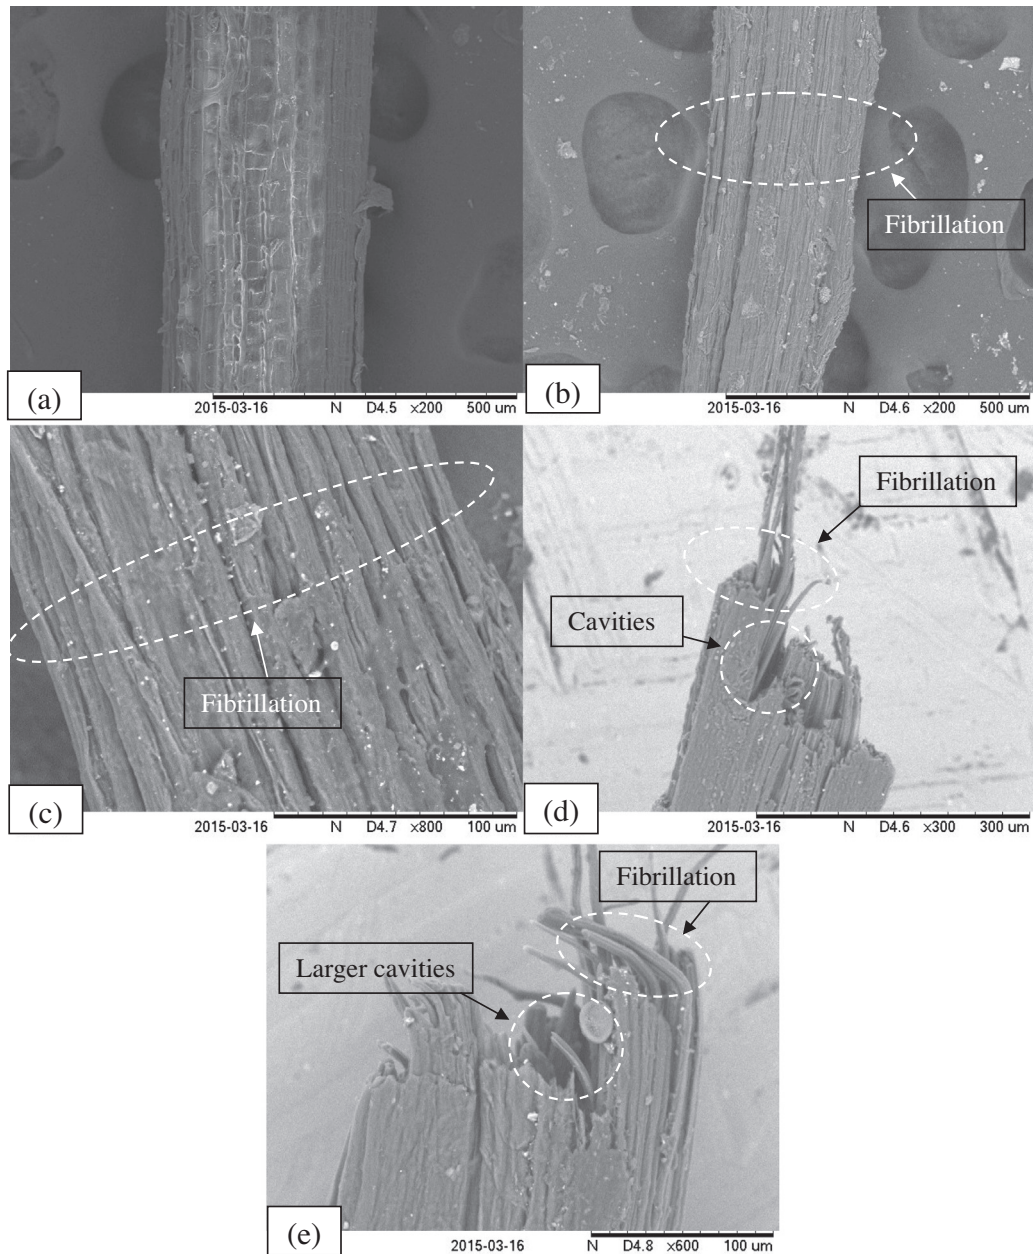 (a)
2015-03-16 N D4.5 x200 500 um
Fibrillation
(b)
2015-03-16 N D4.6 x200 500 um
Fibrillation
(c)
2015-03-16 N D4.7 x800 100 um
Fibrillation
Cavities
(d)
2015-03-16 N D4.6 x300 300 um
Fibrillation
Larger cavities
(e)
2015-03-16 N D4.8 x600 100 um